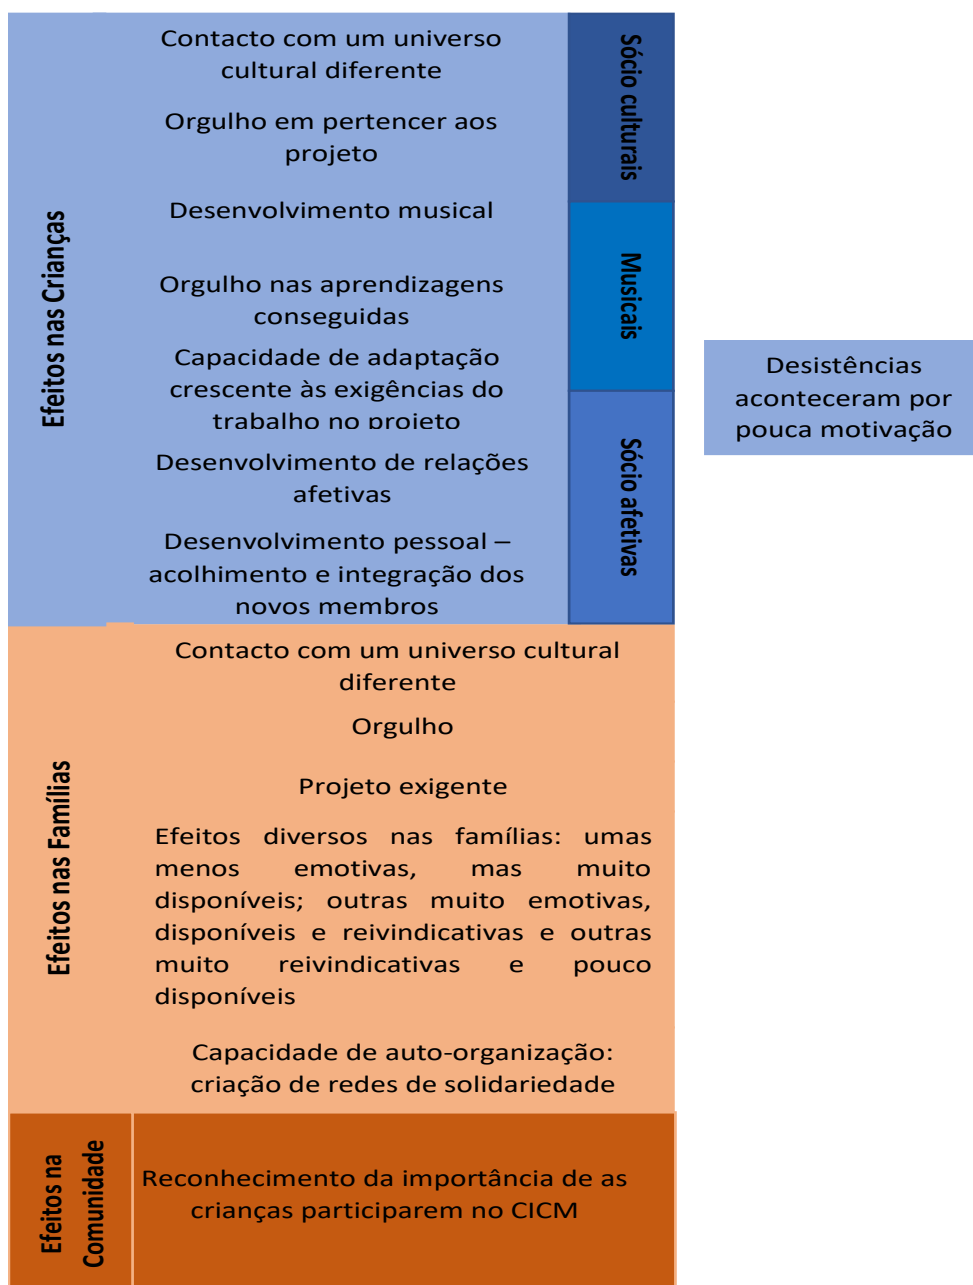 Efeitos nas Crianças
Contacto com um universo
cultural diferente
Orgulho em pertencer aos
projeto
Desenvolvimento musical
Orgulho nas aprendizagens
conseguidas
Capacidade de adaptação
crescente às exigências do
trabalho no projeto
Desenvolvimento de relações
afetivas
Desenvolvimento pessoal –
acolhimento e integração dos
novos membros
Sócio culturais
Musicais
Sócio afetivas
Desistências
aconteceram por
pouca motivação
Efeitos nas Famílias
Contacto com um universo cultural
diferente
Orgulho
Projeto exigente
Efeitos diversos nas famílias: umas
menos emotivas, mas muito
disponíveis; outras muito emotivas,
disponíveis e reivindicativas e outras
muito reivindicativas e pouco
disponíveis
Capacidade de auto-organização:
criação de redes de solidariedade
Efeitos na
Comunidade
Reconhecimento da importância de as
crianças participarem no CICM